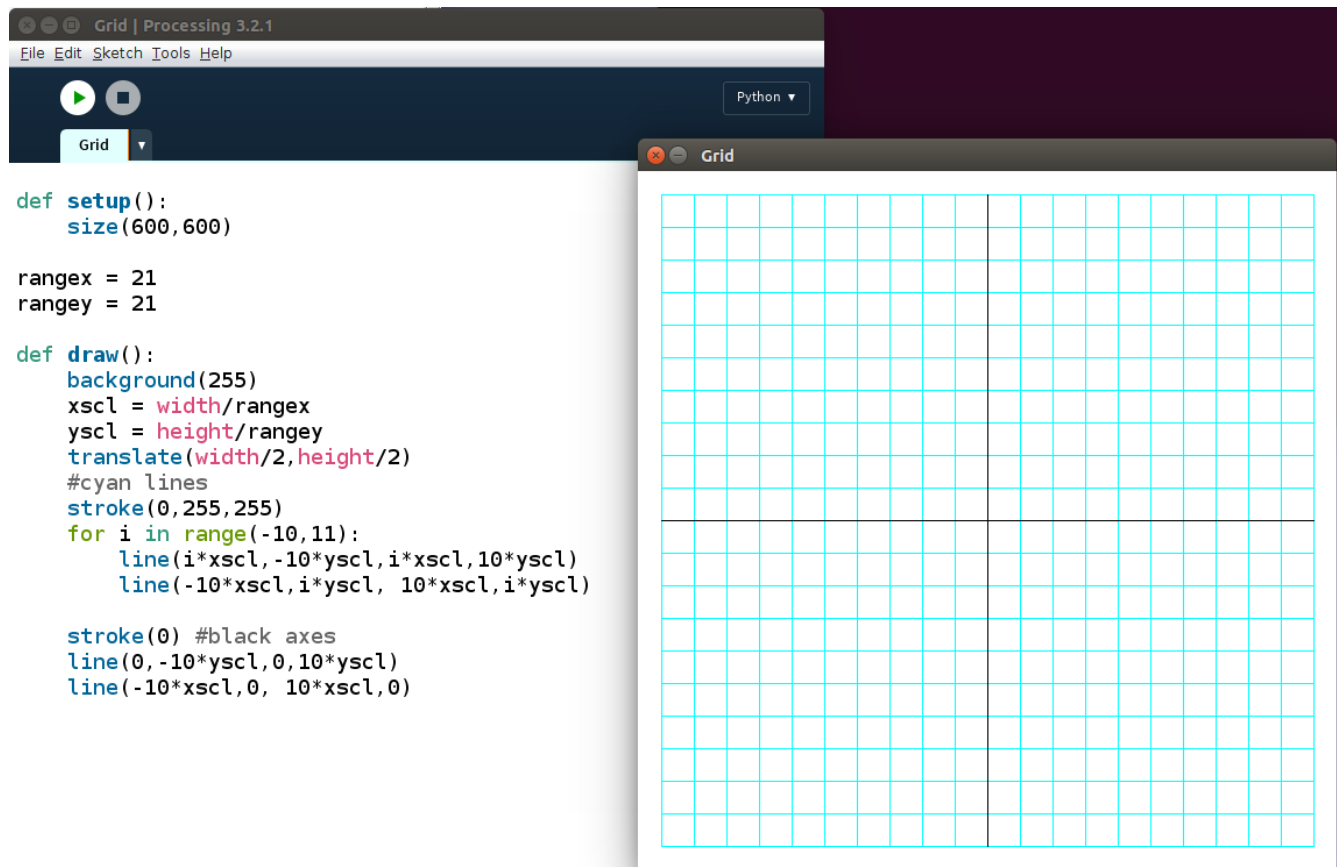 Grid | Processing 3.2.1
File Edit Sketch Tools Help
Python ▼
Grid ▼
Grid
def setup():
    size(600,600)

rangex = 21
rangey = 21

def draw():
    background(255)
    xscl = width/rangex
    yscl = height/rangey
    translate(width/2,height/2)
    #cyan lines
    stroke(0,255,255)
    for i in range(-10,11):
        line(i*xscl,-10*yscl,i*xscl,10*yscl)
        line(-10*xscl,i*yscl, 10*xscl,i*yscl)

    stroke(0) #black axes
    line(0,-10*yscl,0,10*yscl)
    line(-10*xscl,0, 10*xscl,0)